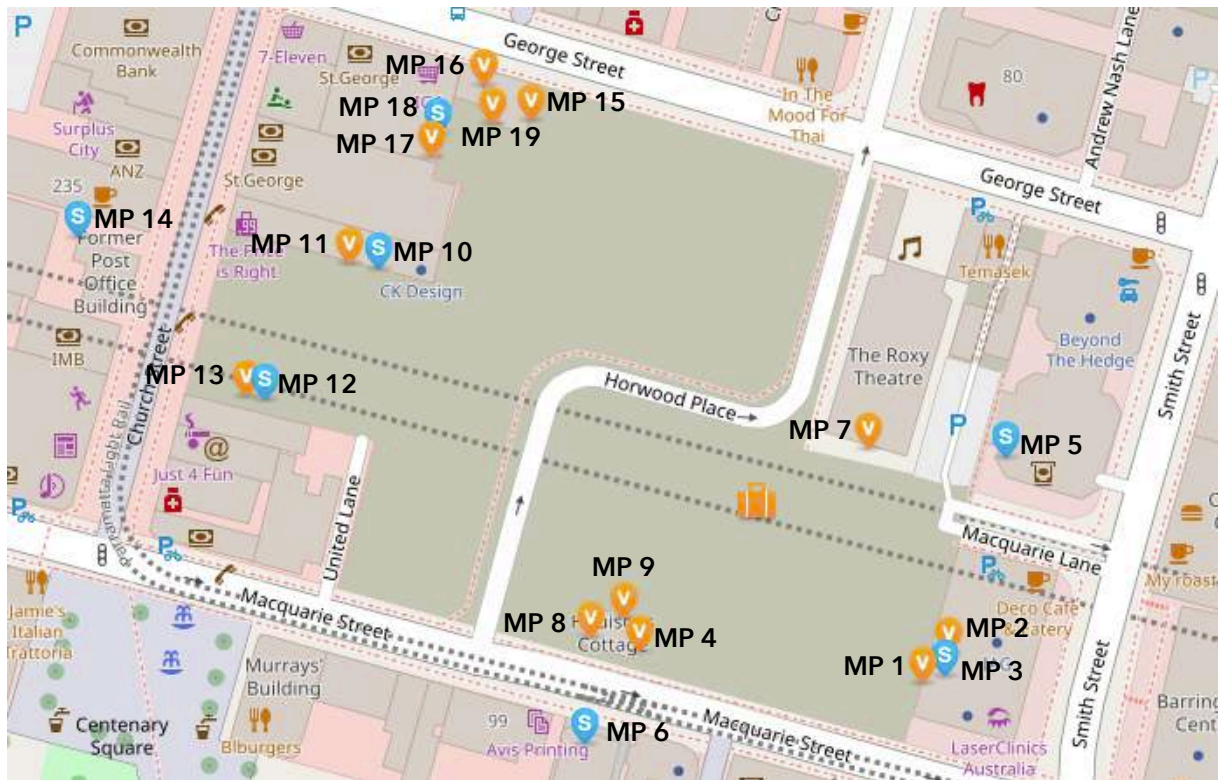 P
Commonwealth
Bank
7-Eleven
St.George
MP 16
George Street
80
Andrew Nash Lane
In The
Mood For
Thai
Surplus
City
ANZ
MP 18
S
V
MP 15
MP 17
MP 19
St.George
235
MP 14
Former
Post
Office
Building
MP 11
MP 10
The Price
is Right
CK Design
George Street
Temasek
Beyond
The Hedge
The Roxy
Theatre
Smith Street
IMB
Church Street
Parramatta Light Rail
MP 13
MP 12
Horwood Place
MP 7
P
MP 5
Just 4 Fun
@
United Lane
Macquarie Lane
My roast
MP 9
MP 8
MP 4
Cottage
Deco Cafe
MP 2
MP 1
MP 3
Macquarie Street
Jamie's
Italian
Trattoria
Murrays'
Building
Centenary
Square
Blburgers
99
Avis Printing
MP 6
Macquarie Street
Smith Street
LaserClinics
Australia